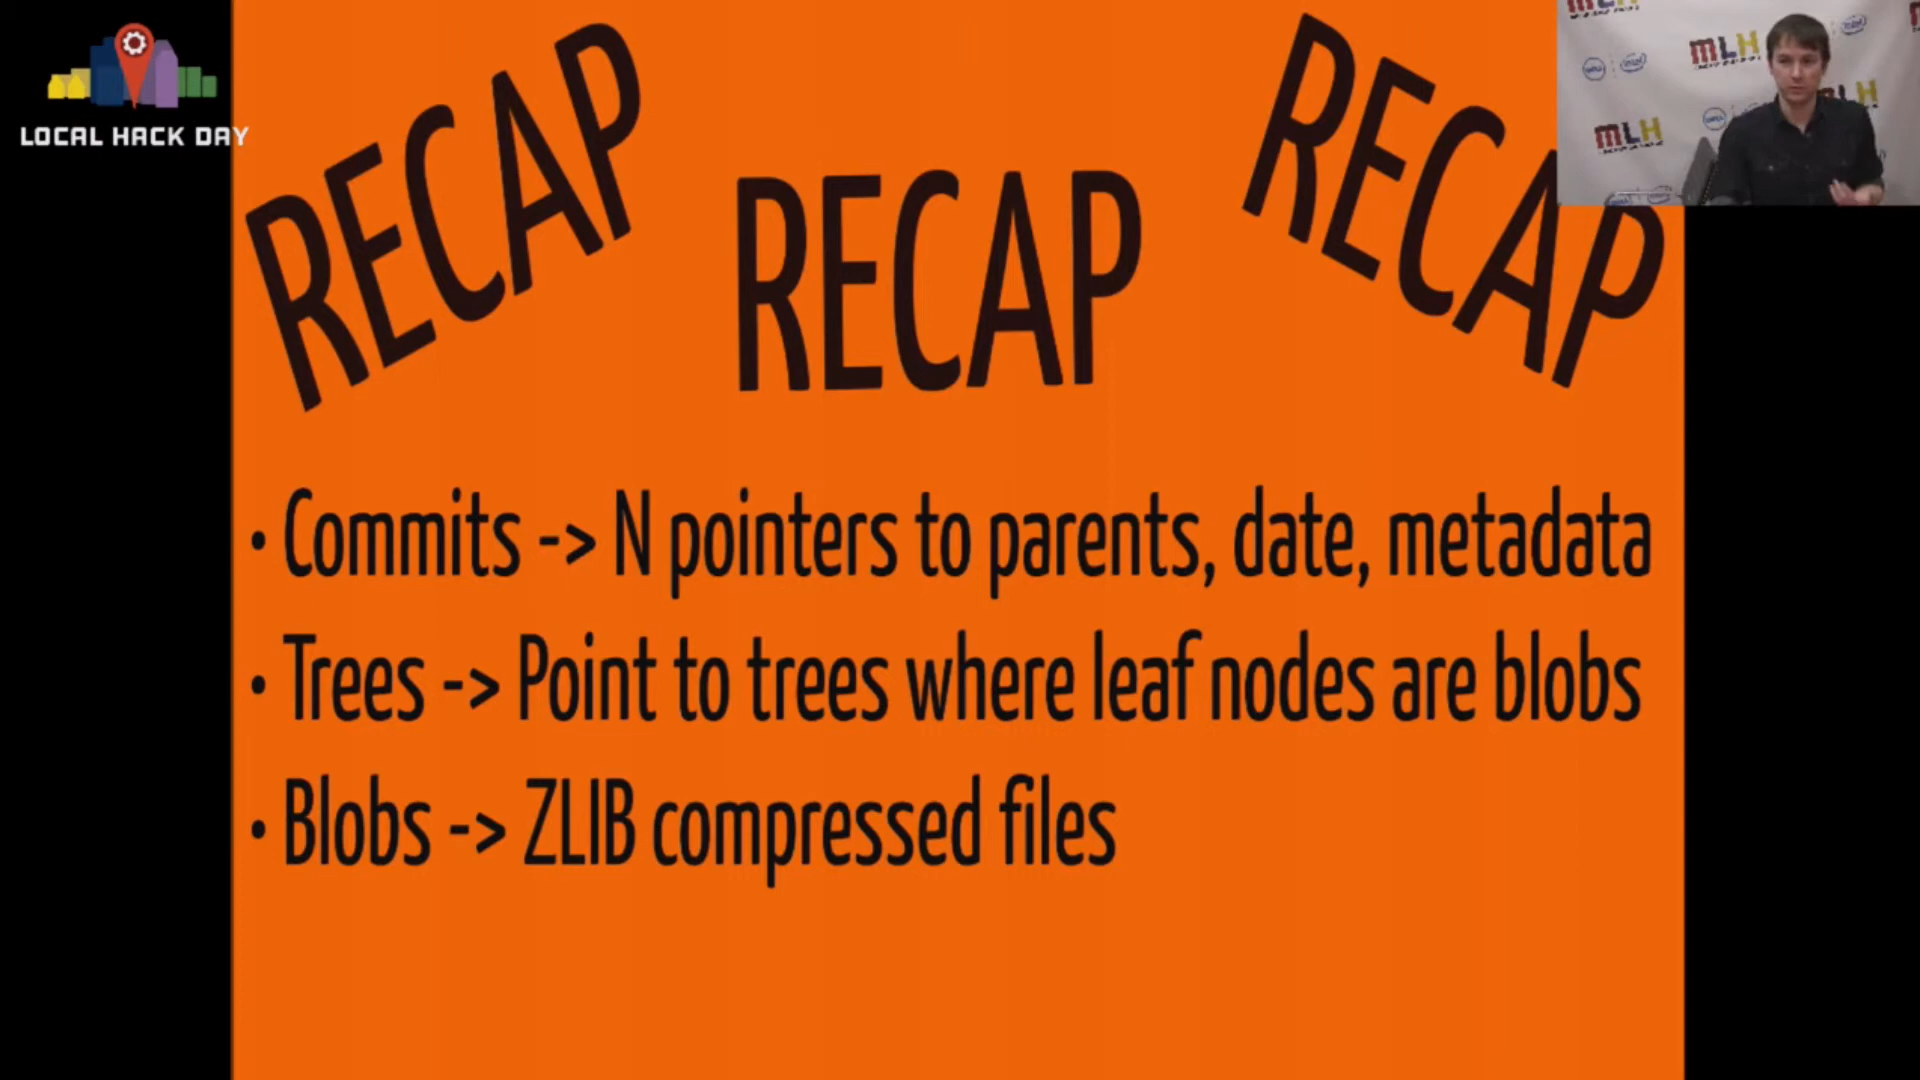 LOCAL HACK DAY
RECAP
RECAP
RECAP
MLH
MLH
intel
• Commits -> N pointers to parents, date, metadata
• Trees -> Point to trees where leaf nodes are blobs
• Blobs -> ZLIB compressed files